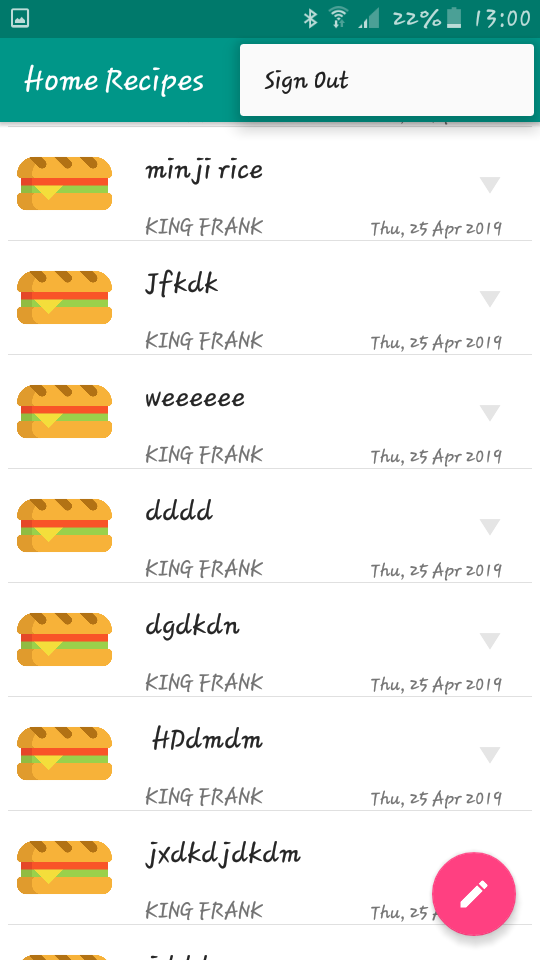 22% 13:00
Home Recipes
Sign Out
minji rice
KING FRANK Thu, 25 Apr 2019
Jfkdk
KING FRANK Thu, 25 Apr 2019
weeeeee
KING FRANK Thu, 25 Apr 2019
dddd
KING FRANK Thu, 25 Apr 2019
dgdkdn
KING FRANK Thu, 25 Apr 2019
HDdmdm
KING FRANK Thu, 25 Apr 2019
jxdkdjdkdm
KING FRANK Thu, 25